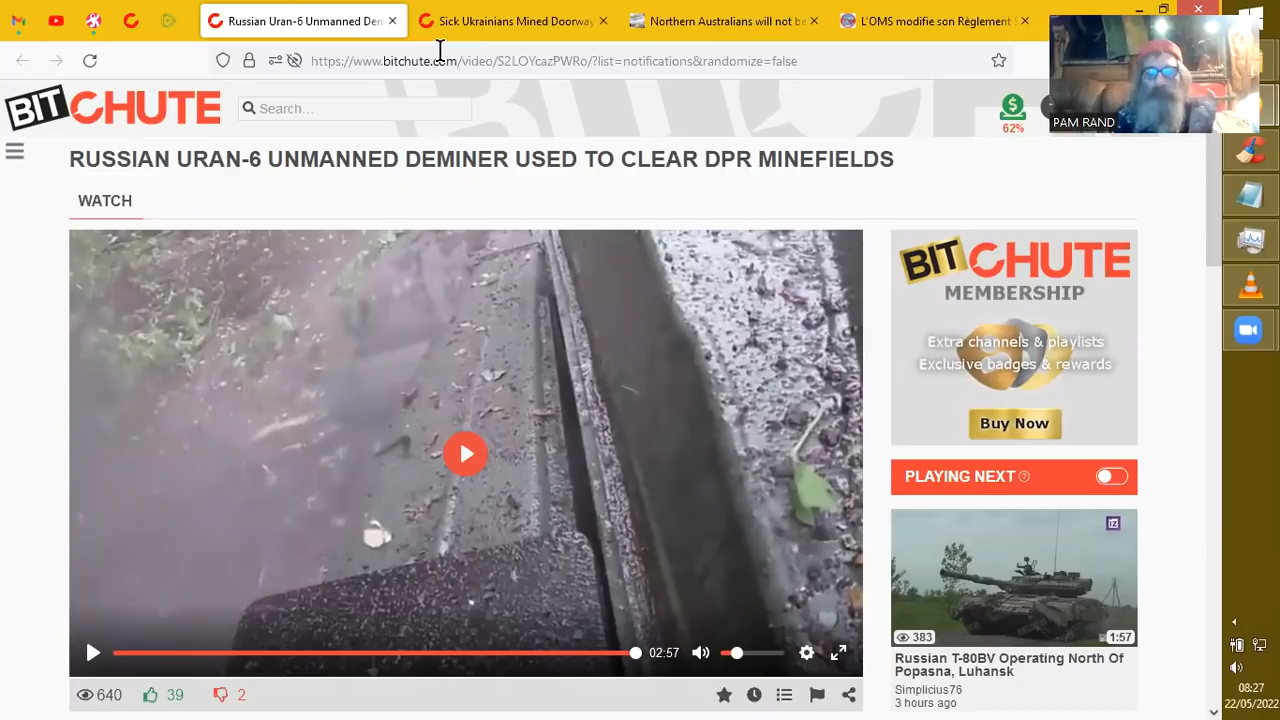 Russian Uran-6 Unmanned Den
Sick Ukrainians Mined Doorway
Northern Australians will not be
L'OMS modifie son Règlement S
https://www.bitchute.com/video/S2LOYcazPWRo/?list=notifications&randomize=false
BITCHUTE
Search...
62%
PAM RAND
RUSSIAN URAN-6 UNMANNED DEMINER USED TO CLEAR DPR MINEFIELDS
WATCH
BITCHUTE
MEMBERSHIP
Extra channels & playlists
Exclusive badges & rewards
Buy Now
PLAYING NEXT
383
1:57
Russian T-80BV Operating North Of
Popasna, Luhansk
Simplicius76
3 hours ago
02:57
640
39
2
08:27
22/05/2022